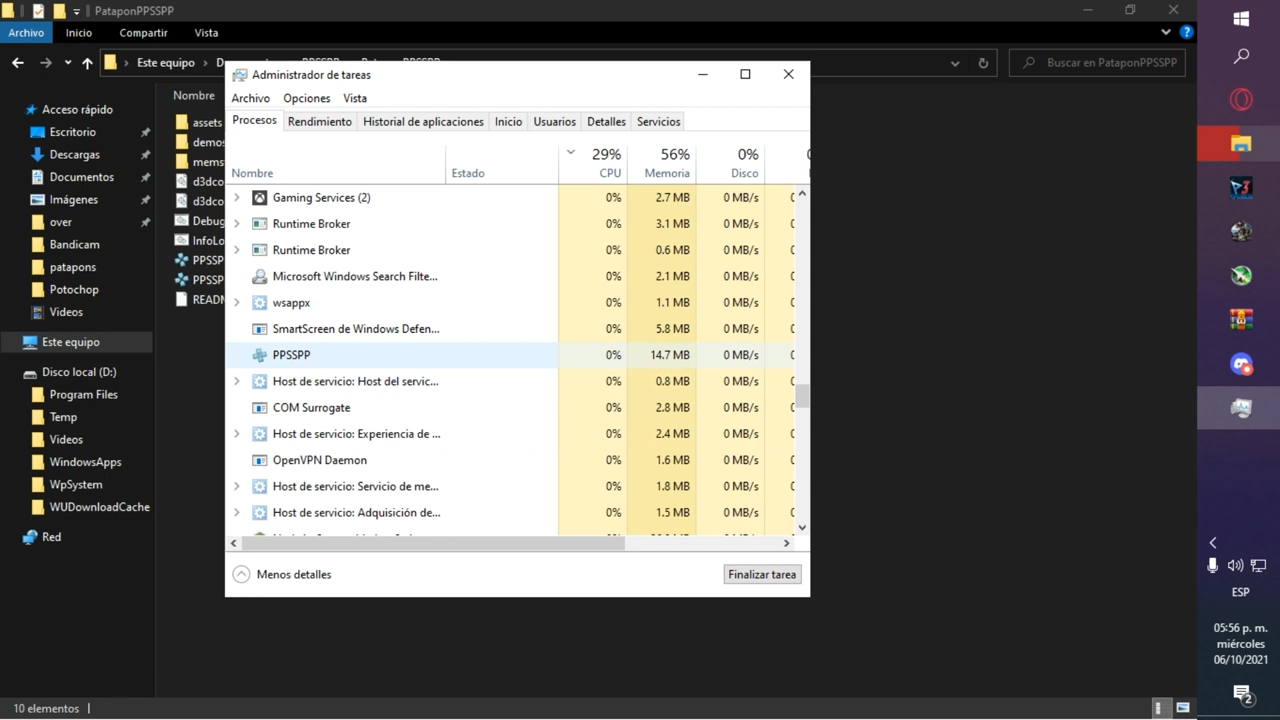 PataponPPSSPP
Archivo Inicio Compartir Vista
Este equipo
Buscar en PataponPPSSPP
Acceso rápido
Escritorio
Descargas
Documentos
Imágenes
over
Bandicam
patapons
Potochop
Videos
Este equipo
Disco local (D:)
Program Files
Temp
Videos
WindowsApps
WpSystem
WUDownloadCache
Red
Nombre
assets
demos
memst
d3dco
d3dco
Debug
InfoLo
PPSSP
PPSSP
READ
Administrador de tareas
Archivo Opciones Vista
Procesos Rendimiento Historial de aplicaciones Inicio Usuarios Detalles Servicios
29% 56% 0%
Nombre Estado CPU Memoria Disco
Gaming Services (2) 0% 2.7 MB 0 MB/s
Runtime Broker 0% 3.1 MB 0 MB/s
Runtime Broker 0% 0.6 MB 0 MB/s
Microsoft Windows Search Filte... 0% 2.1 MB 0 MB/s
wsappx 0% 1.1 MB 0 MB/s
SmartScreen de Windows Defen... 0% 5.8 MB 0 MB/s
PPSSPP 0% 14.7 MB 0 MB/s
Host de servicio: Host del servic... 0% 0.8 MB 0 MB/s
COM Surrogate 0% 2.8 MB 0 MB/s
Host de servicio: Experiencia de ... 0% 2.4 MB 0 MB/s
OpenVPN Daemon 0% 1.6 MB 0 MB/s
Host de servicio: Servicio de me... 0% 1.8 MB 0 MB/s
Host de servicio: Adquisición de... 0% 1.5 MB 0 MB/s
Menos detalles
Finalizar tarea
10 elementos
ESP
05:56 p. m.
miércoles
06/10/2021
2